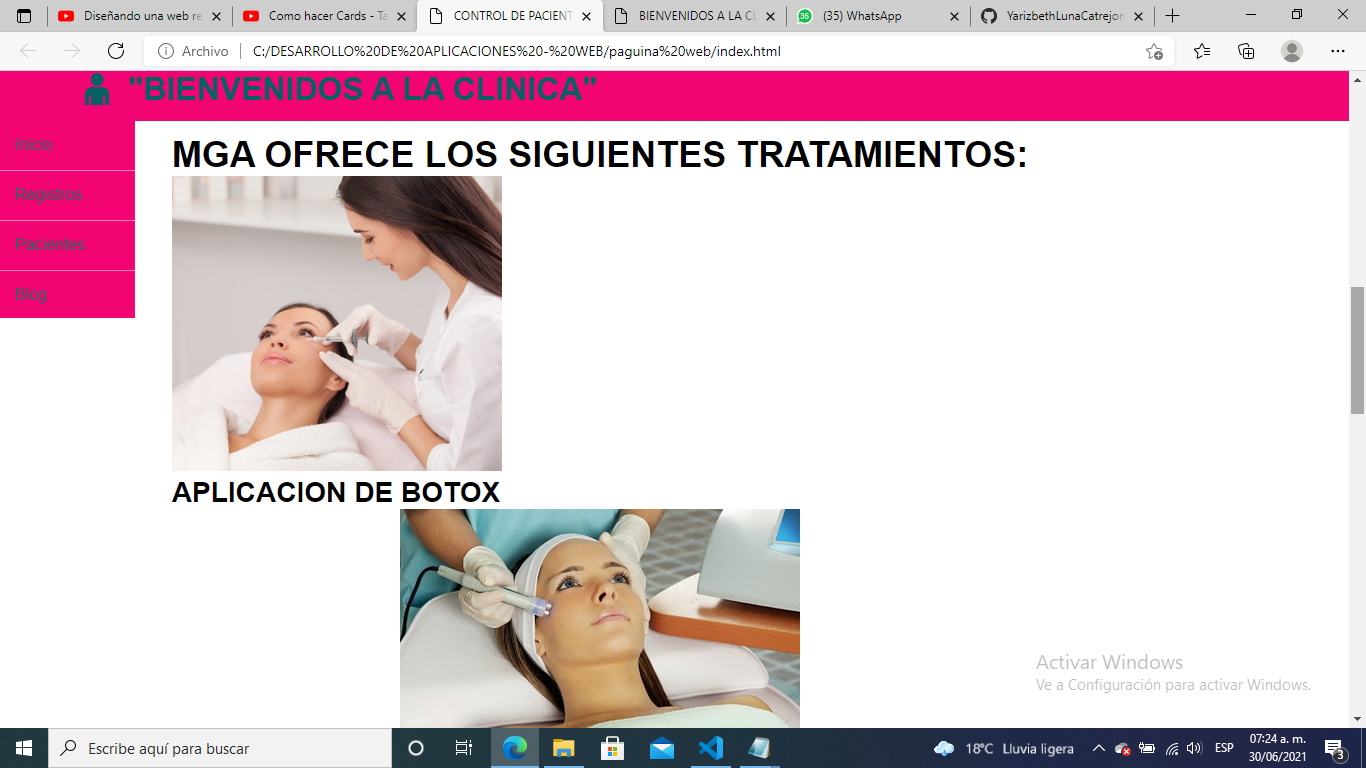 Diseñando una web re
Como hacer Cards - Ta
CONTROL DE PACIENT
BIENVENIDOS A LA CL
(35) WhatsApp
YarizbethLunaCatrejon
Archivo
C:/DESARROLLO%20DE%20APLICACIONES%20-%20WEB/paguina%20web/index.html
"BIENVENIDOS A LA CLINICA"
Inicio
Registros
Pacientes
Blog
MGA OFRECE LOS SIGUIENTES TRATAMIENTOS:
APLICACION DE BOTOX
Activar Windows
Ve a Configuración para activar Windows.
Escribe aquí para buscar
18°C Lluvia ligera
ESP
07:24 a. m.
30/06/2021
3